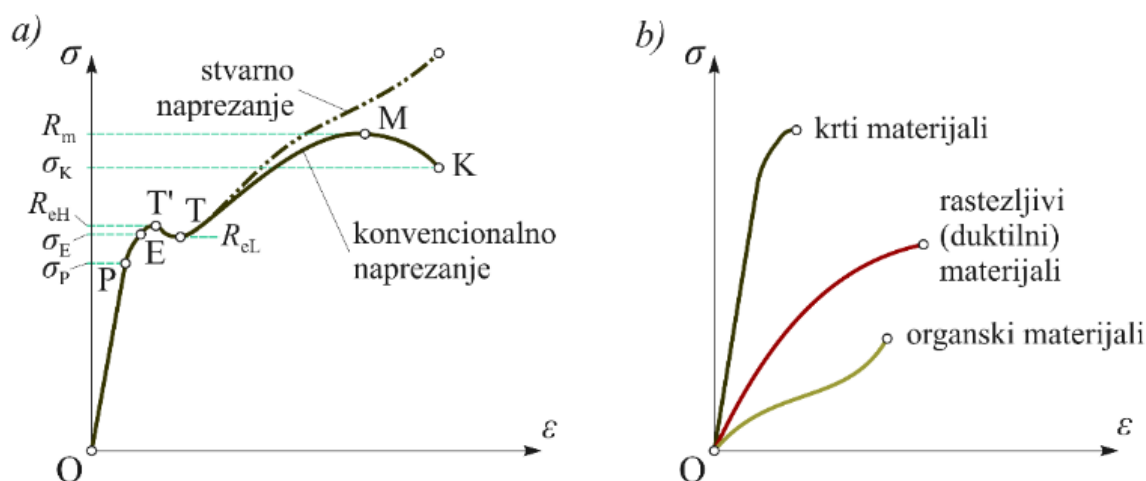 a)
σ
stvarno
naprezanje
R_m
M
σ_K
K
R_eH
T'
T
σ_E
E
R_eL
konvencionalno
naprezanje
σ_P
P
O
ε
b)
σ
krti materijali
rastezljivi
(duktilni)
materijali
organski materijali
O
ε